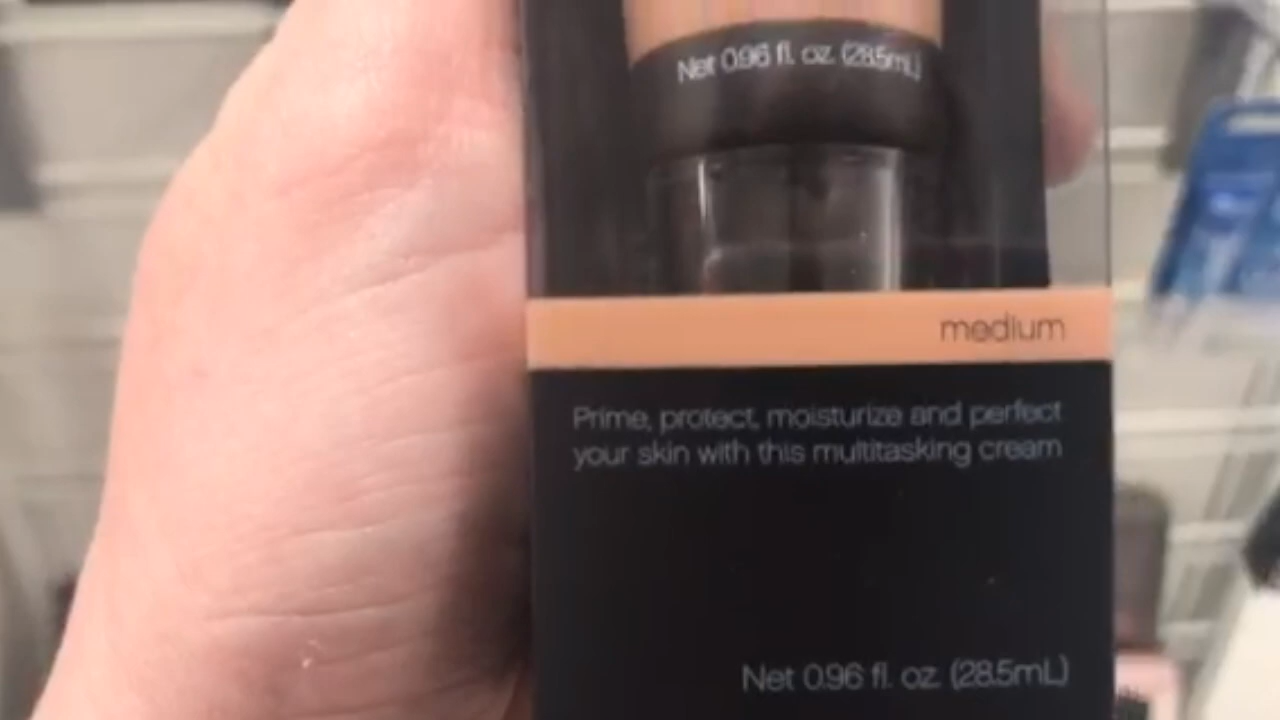 Net 0.96 fl. oz. (28.5mL)
medium
Prime, protect, moisturize and perfect
your skin with this multitasking cream
Net 0.96 fl. oz. (28.5mL)